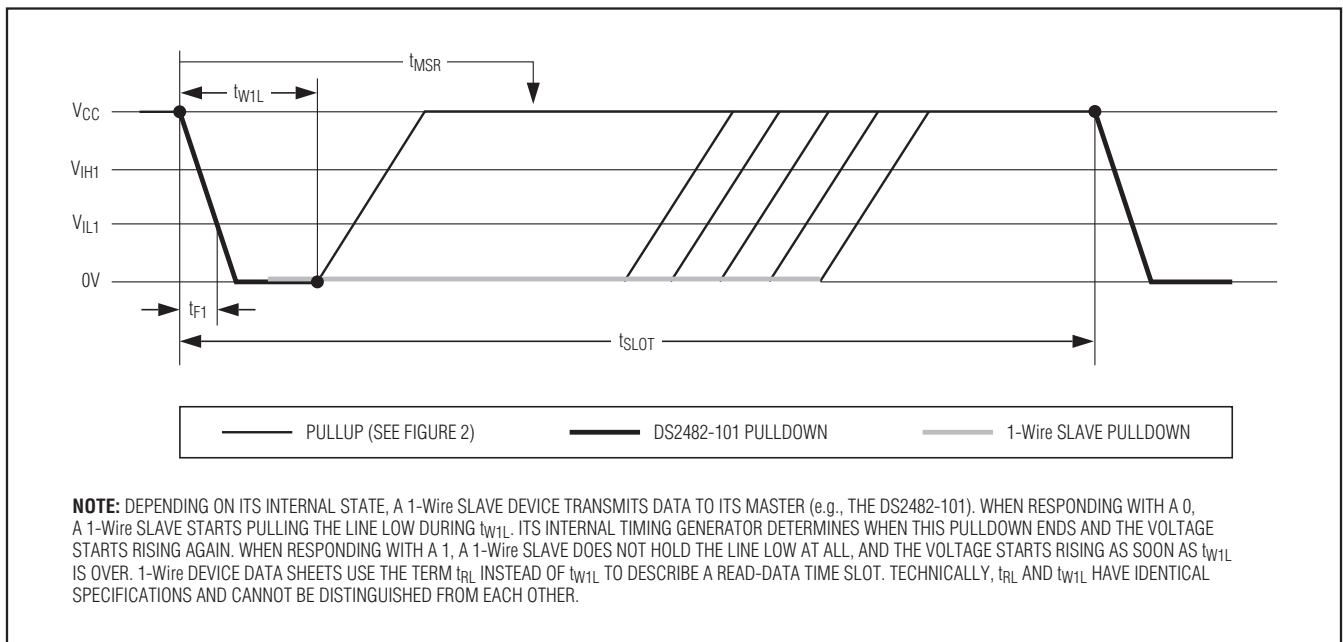 tMSR
tW1L
VCC
VIH1
VIL1
0V
tF1
tSLOT
PULLUP (SEE FIGURE 2) DS2482-101 PULLDOWN 1-Wire SLAVE PULLDOWN
NOTE: DEPENDING ON ITS INTERNAL STATE, A 1-Wire SLAVE DEVICE TRANSMITS DATA TO ITS MASTER (e.g., THE DS2482-101). WHEN RESPONDING WITH A 0,
A 1-Wire SLAVE STARTS PULLING THE LINE LOW DURING tW1L. ITS INTERNAL TIMING GENERATOR DETERMINES WHEN THIS PULLDOWN ENDS AND THE VOLTAGE
STARTS RISING AGAIN. WHEN RESPONDING WITH A 1, A 1-Wire SLAVE DOES NOT HOLD THE LINE LOW AT ALL, AND THE VOLTAGE STARTS RISING AS SOON AS tW1L
IS OVER. 1-Wire DEVICE DATA SHEETS USE THE TERM tRL INSTEAD OF tW1L TO DESCRIBE A READ-DATA TIME SLOT. TECHNICALLY, tRL AND tW1L HAVE IDENTICAL
SPECIFICATIONS AND CANNOT BE DISTINGUISHED FROM EACH OTHER.